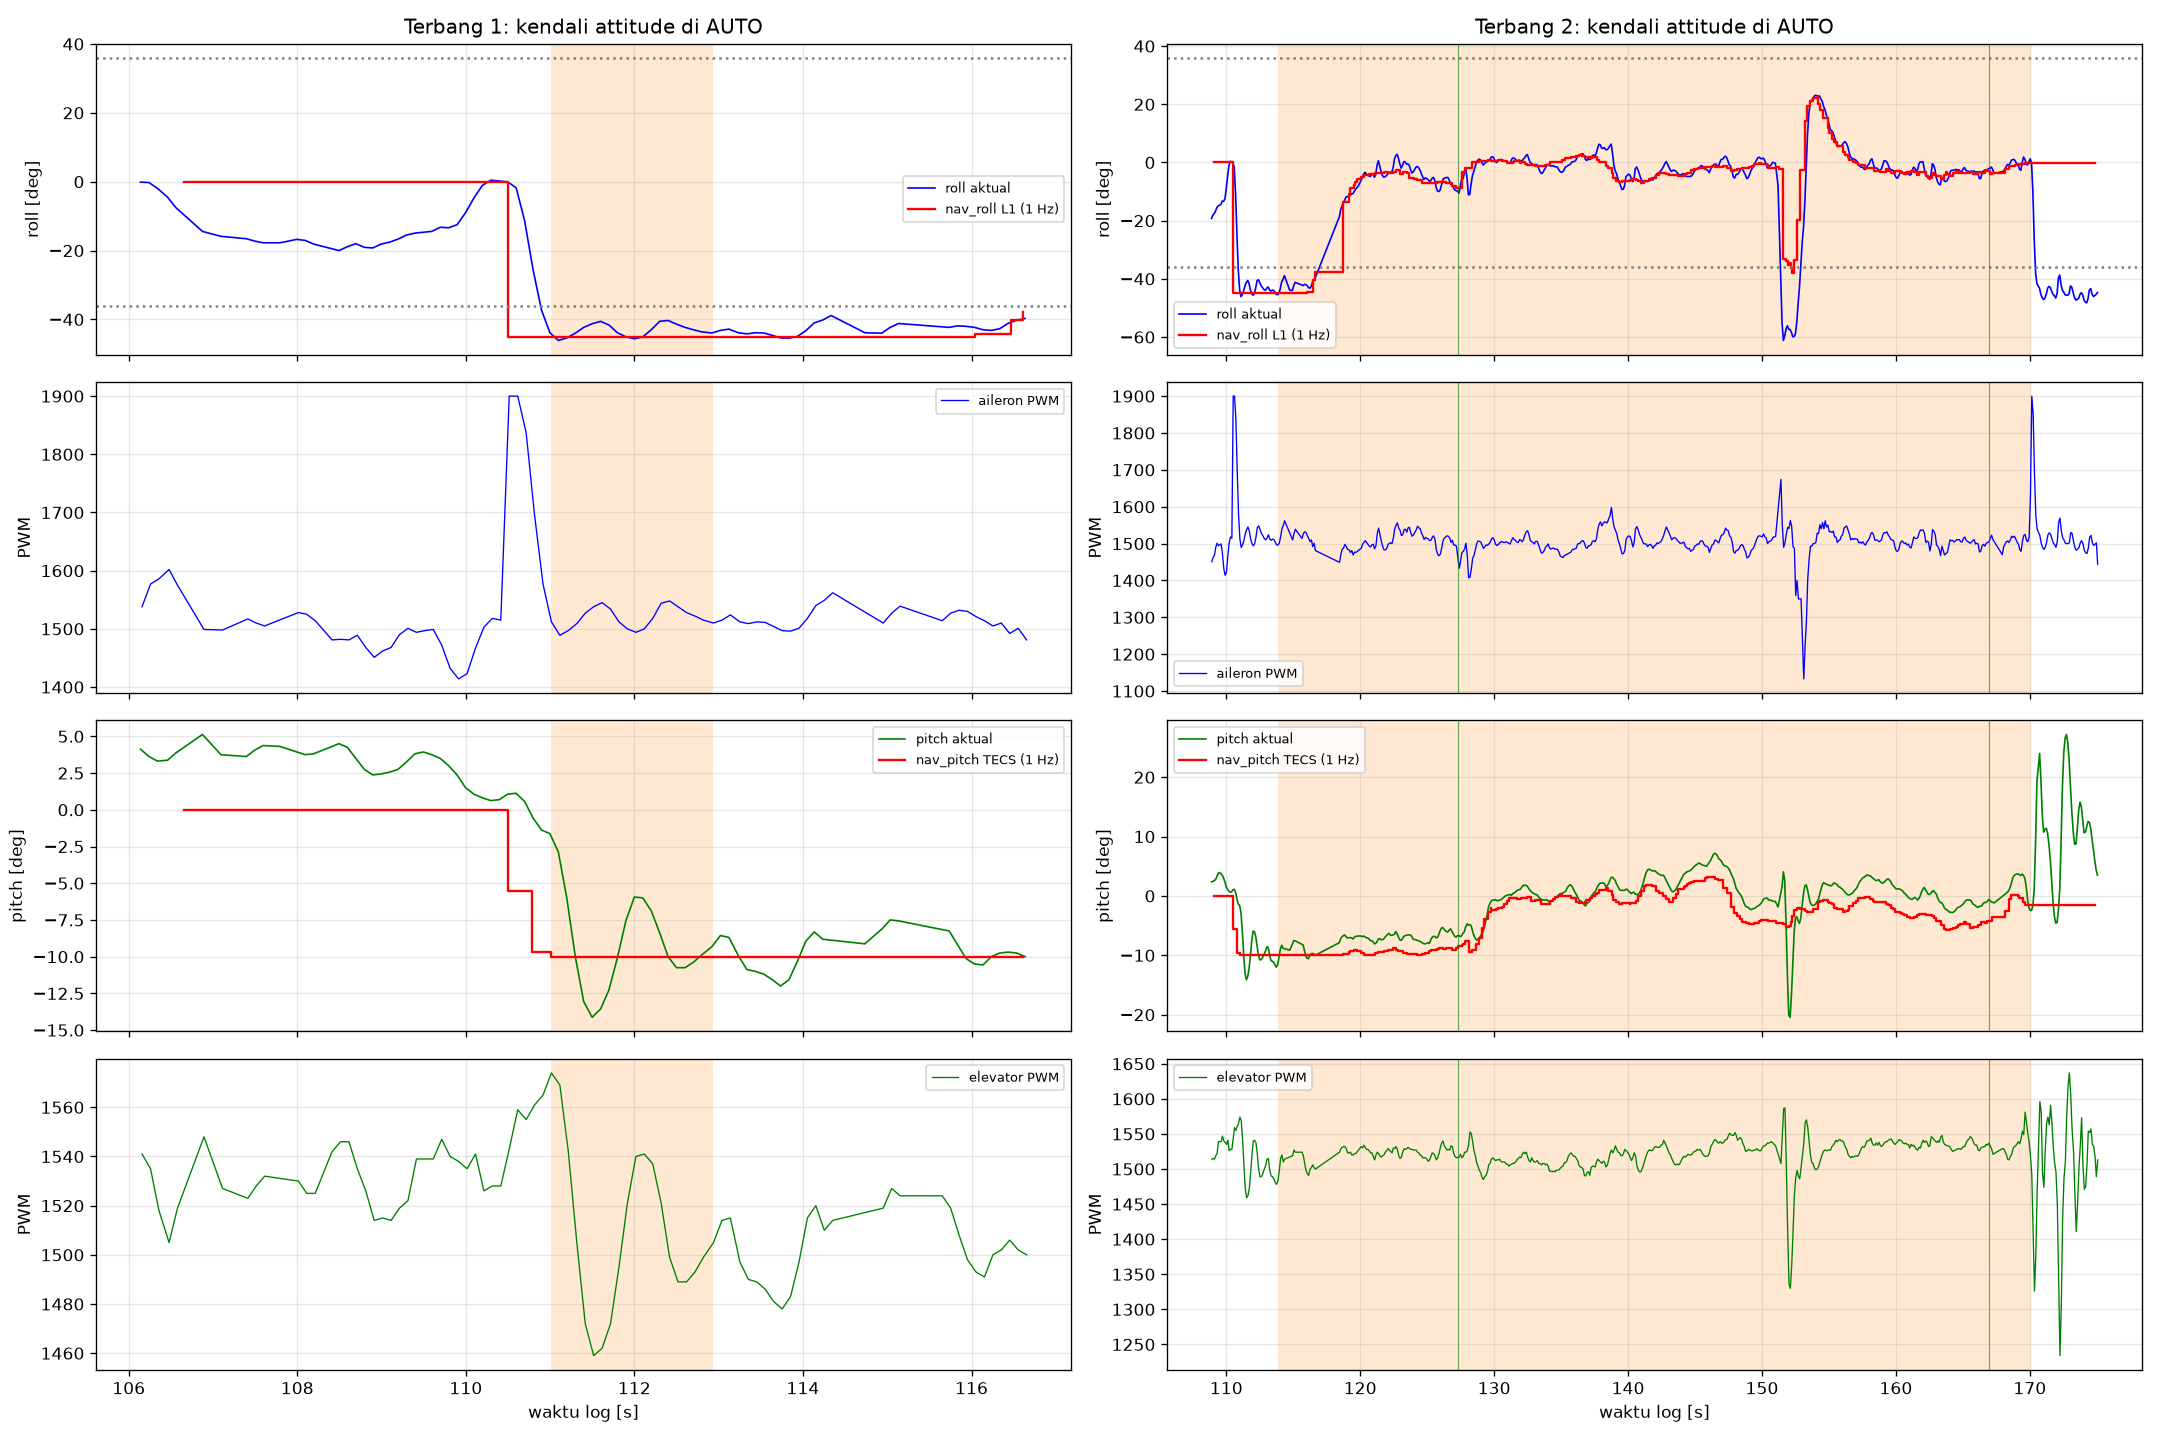 Terbang 1: kendali attitude di AUTO
40
20
0
−20
−40
roll [deg]
roll aktual
nav_roll L1 (1 Hz)
Terbang 2: kendali attitude di AUTO
40
20
0
−20
−40
−60
roll [deg]
roll aktual
nav_roll L1 (1 Hz)
1900
1800
1700
1600
1500
1400
PWM
aileron PWM
1900
1800
1700
1600
1500
1400
1300
1200
1100
PWM
aileron PWM
5.0
2.5
0.0
−2.5
−5.0
−7.5
−10.0
−12.5
−15.0
pitch [deg]
pitch aktual
nav_pitch TECS (1 Hz)
20
10
0
−10
−20
pitch [deg]
pitch aktual
nav_pitch TECS (1 Hz)
1560
1540
1520
1500
1480
1460
PWM
elevator PWM
106 108 110 112 114 116
waktu log [s]
1650
1600
1550
1500
1450
1400
1350
1300
1250
PWM
elevator PWM
110 120 130 140 150 160 170
waktu log [s]